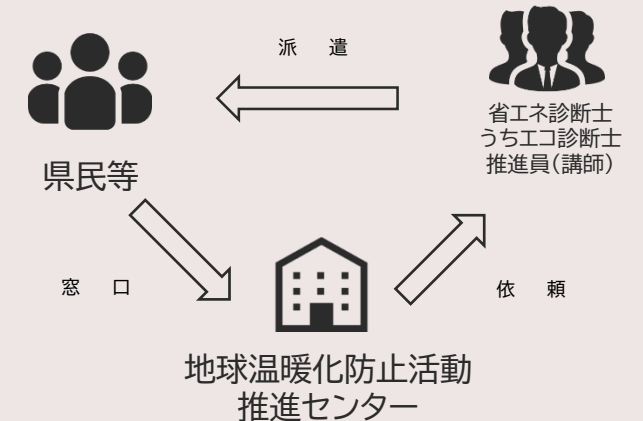 派　遣
省エネ診断士
うちエコ診断士
推進員（講師）
県民等
窓　口
依　頼
地球温暖化防止活動
推進センター